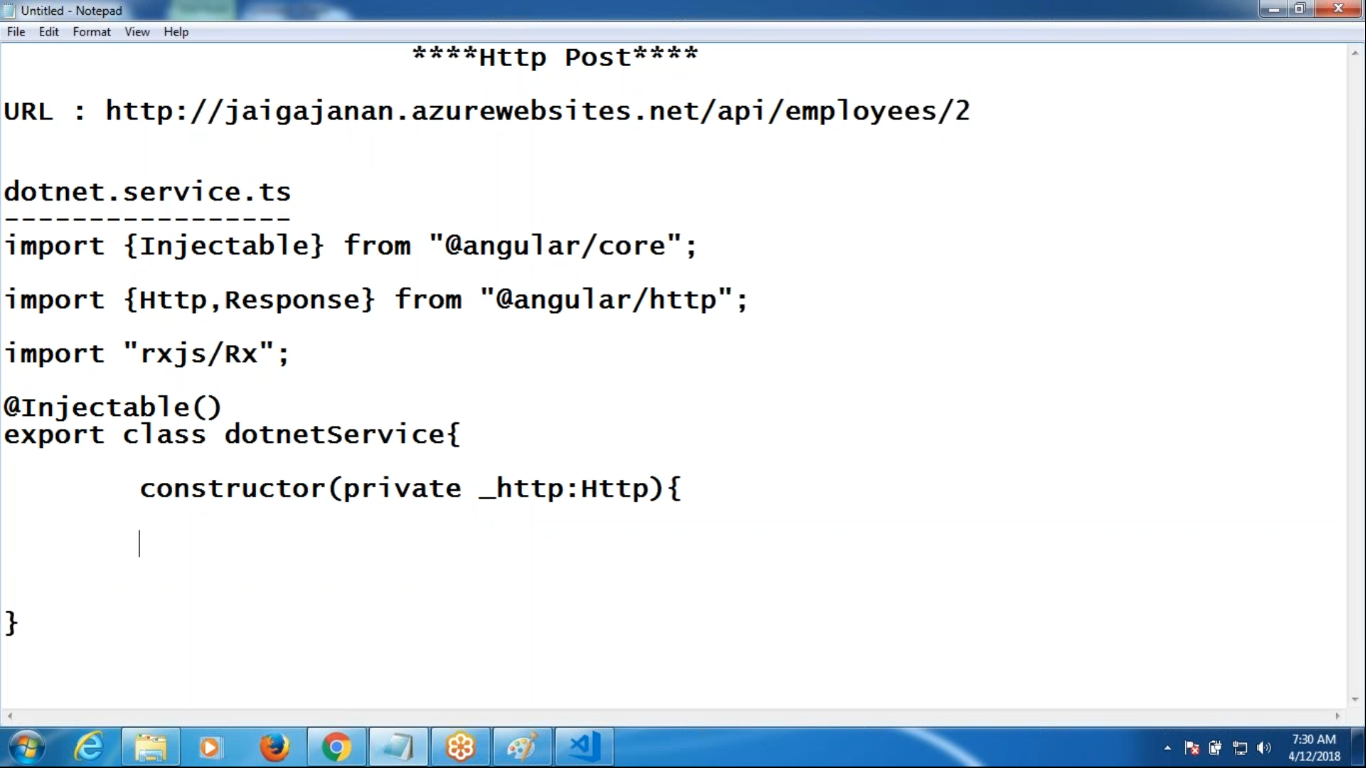 Untitled - Notepad
File Edit Format View Help
****Http Post****
URL : http://jaigajanan.azurewebsites.net/api/employees/2
dotnet.service.ts
-----------------
import {Injectable} from "@angular/core";
import {Http,Response} from "@angular/http";
import "rxjs/Rx";
@Injectable()
export class dotnetService{
constructor(private _http:Http){
}
7:30 AM
4/12/2018